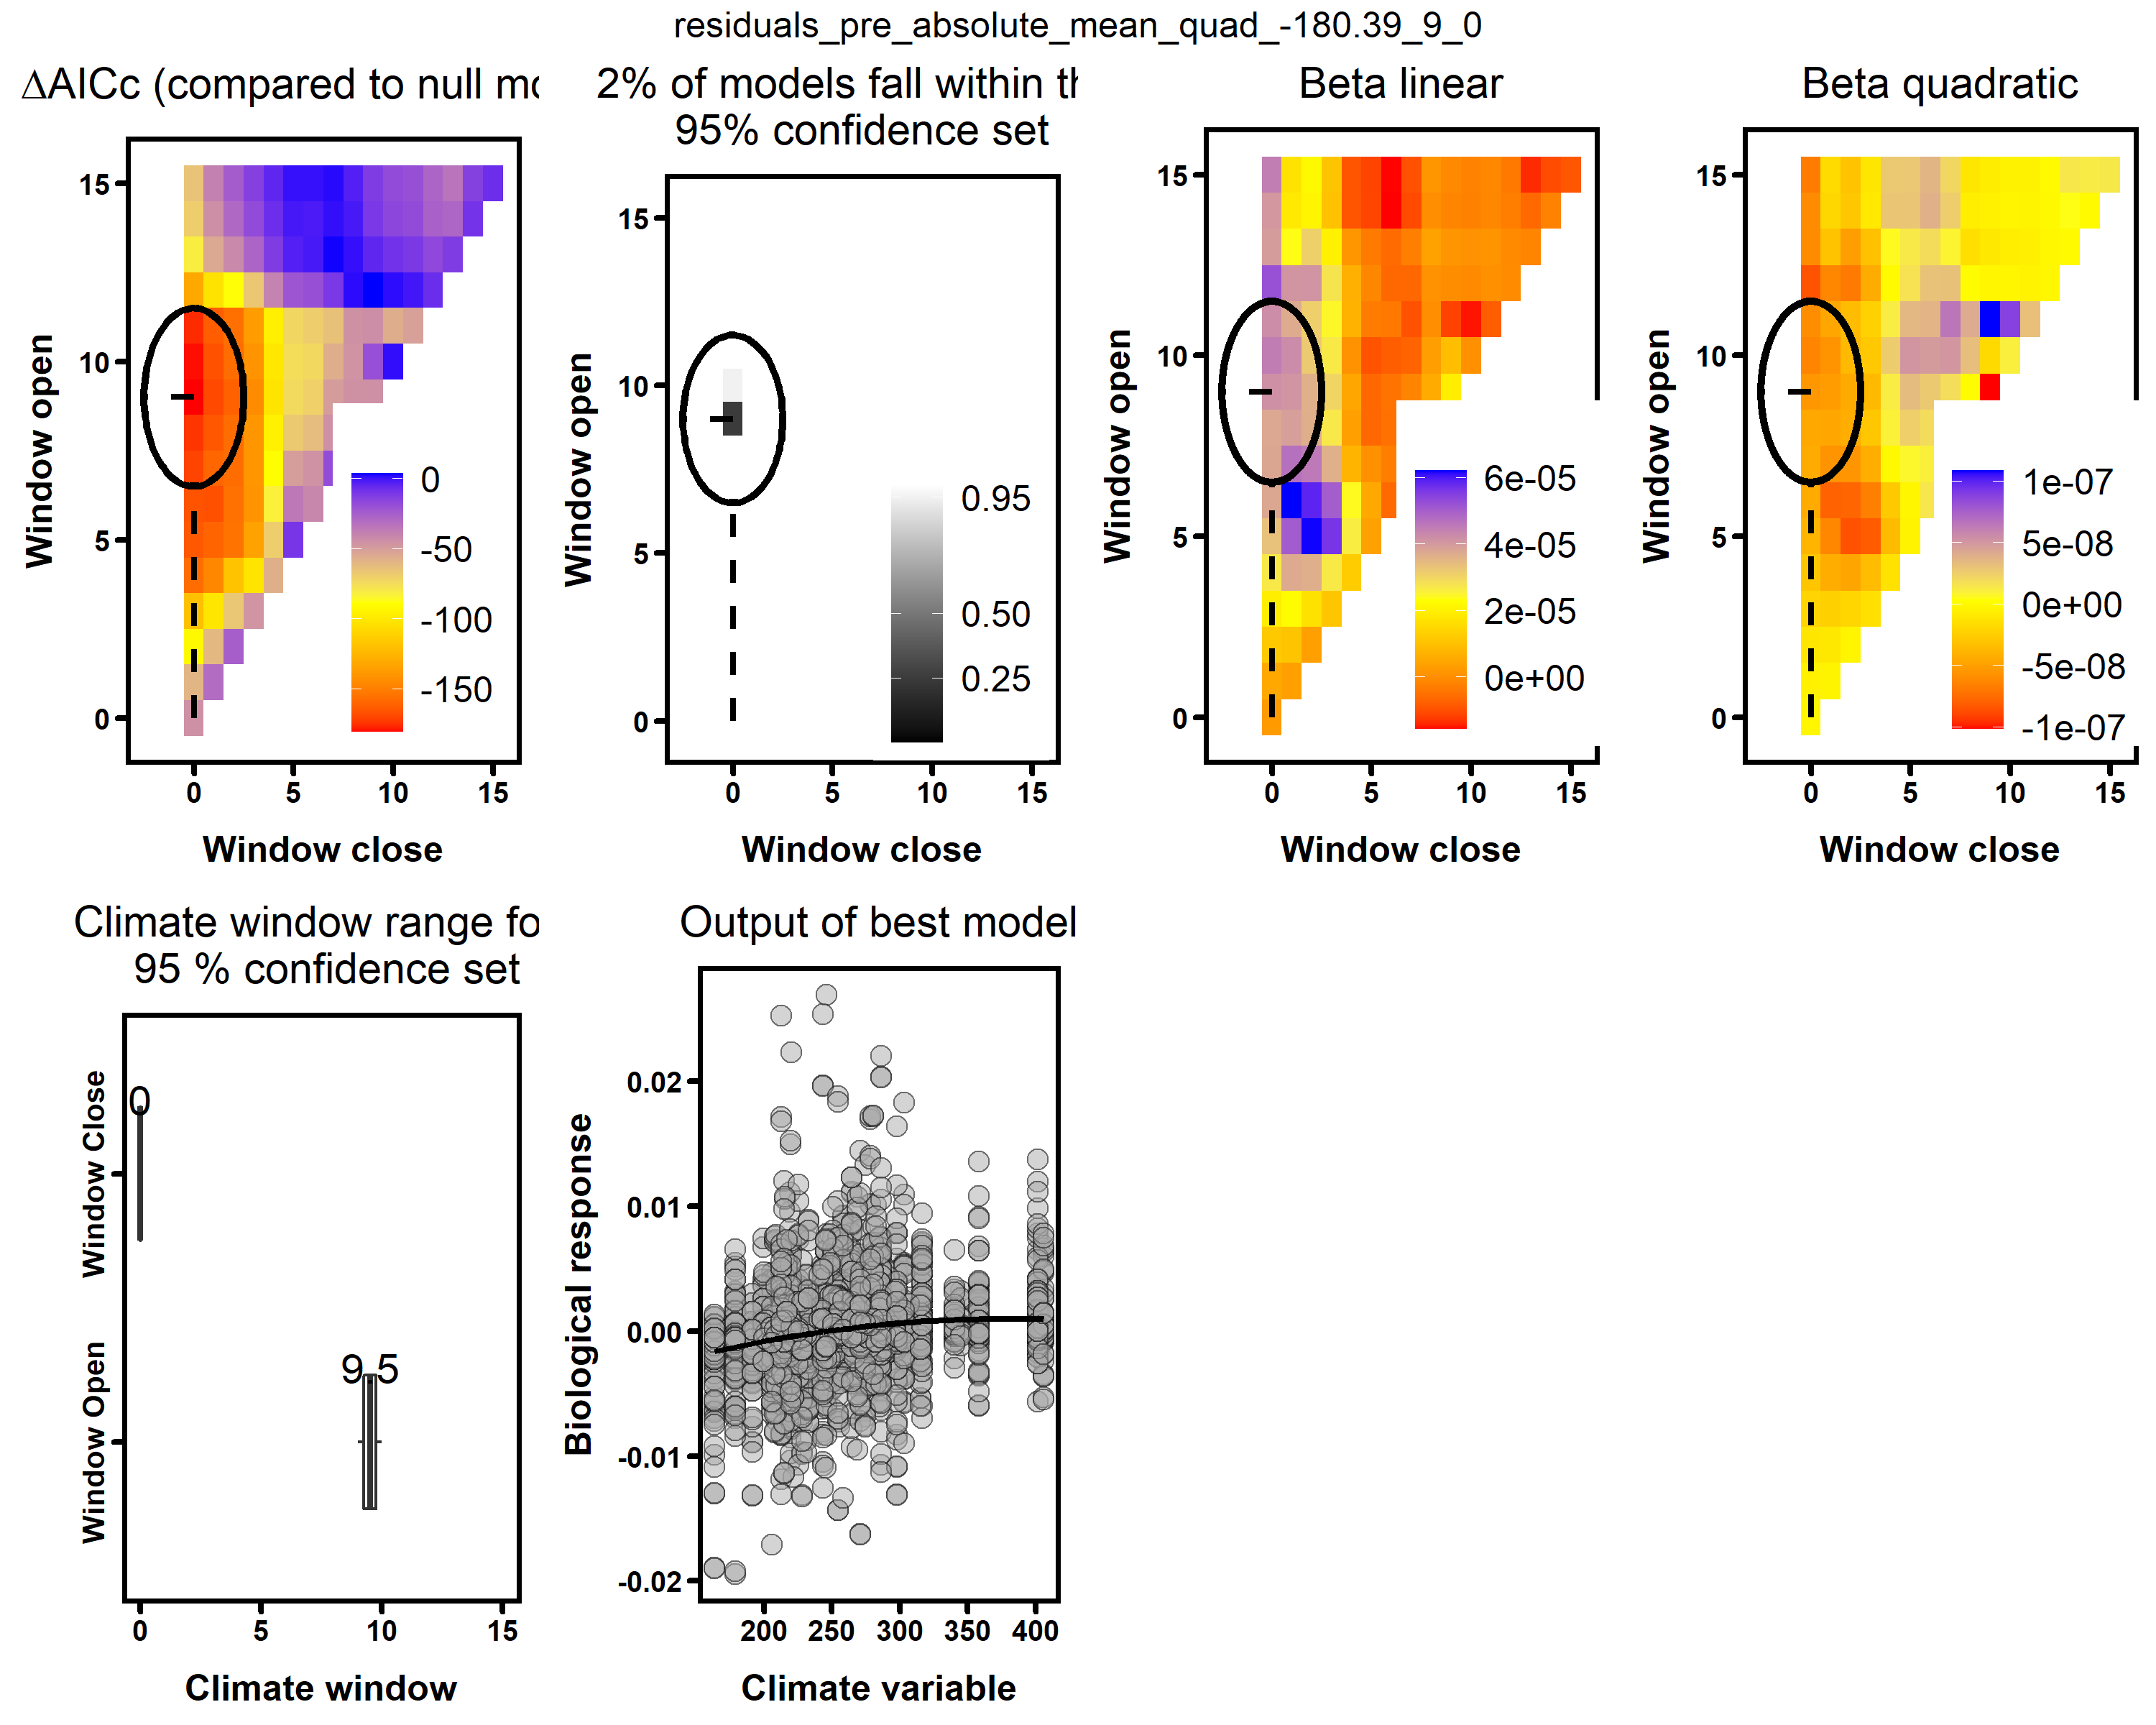 residuals_pre_absolute_mean_quad_-180.39_9_0
ΔAICc (compared to null mo
15
10
5
0
0
5
10
15
Window open
Window close
0
-50
-100
-150
2% of models fall within th
95% confidence set
15
10
5
0
0
5
10
15
Window open
Window close
0.95
0.50
0.25
Beta linear
15
10
5
0
0
5
10
15
Window open
Window close
6e-05
4e-05
2e-05
0e+00
Beta quadratic
15
10
5
0
0
5
10
15
Window open
Window close
1e-07
5e-08
0e+00
-5e-08
-1e-07
Climate window range fo
95 % confidence set
Window Close
Window Open
0
9.5
0
5
10
15
Climate window
Output of best model
0.02
0.01
0.00
-0.01
-0.02
Biological response
200
250
300
350
400
Climate variable